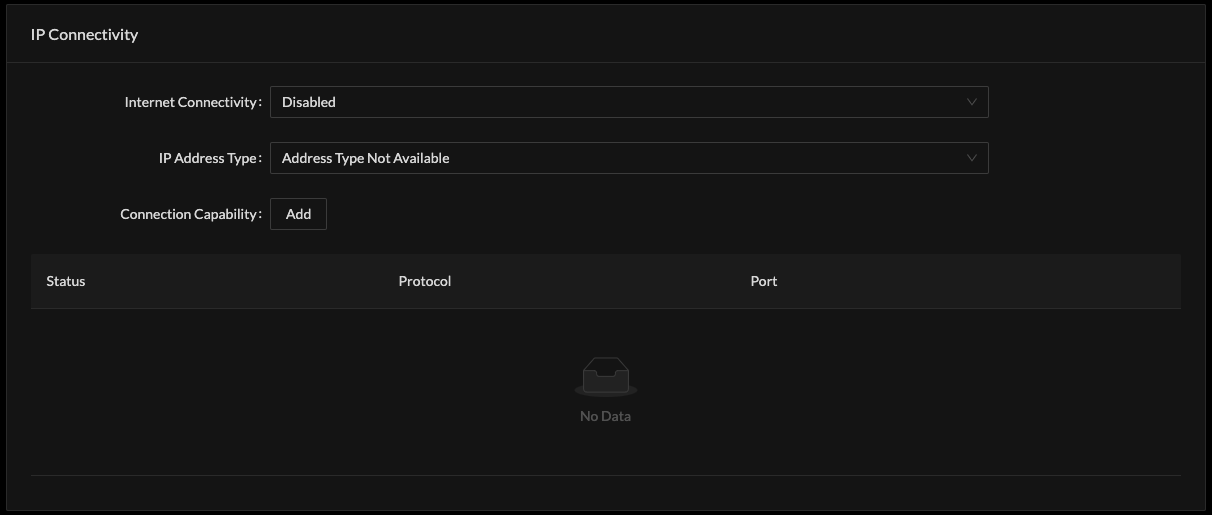 IP Connectivity
Internet Connectivity: Disabled
IP Address Type: Address Type Not Available
Connection Capability: Add
Status Protocol Port
No Data